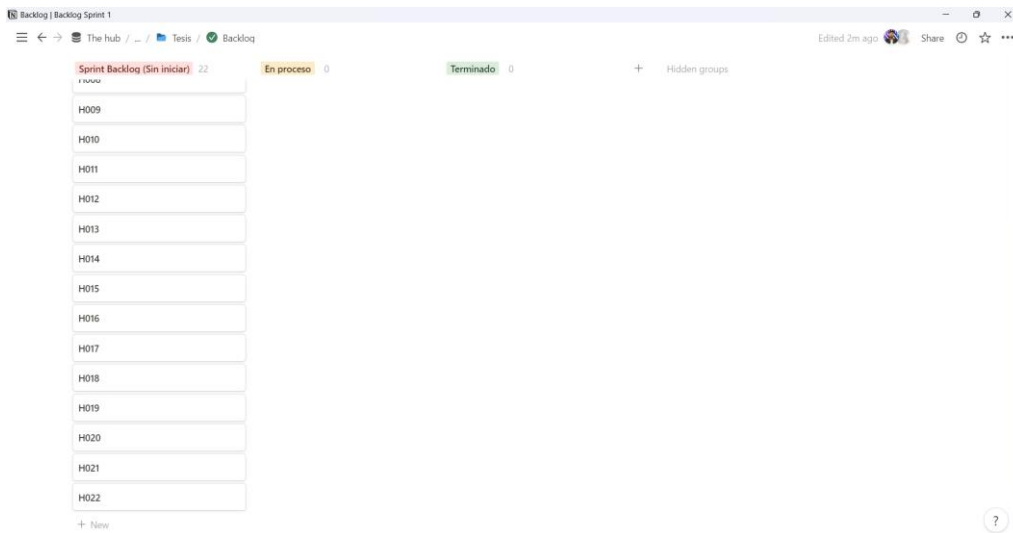 Backlog | Backlog Sprint 1
The hub / ... / Tesis / Backlog
Edited 2m ago Share
Sprint Backlog (Sin iniciar) 22 En proceso 0 Terminado 0 + Hidden groups
H008
H009
H010
H011
H012
H013
H014
H015
H016
H017
H018
H019
H020
H021
H022
+ New
?